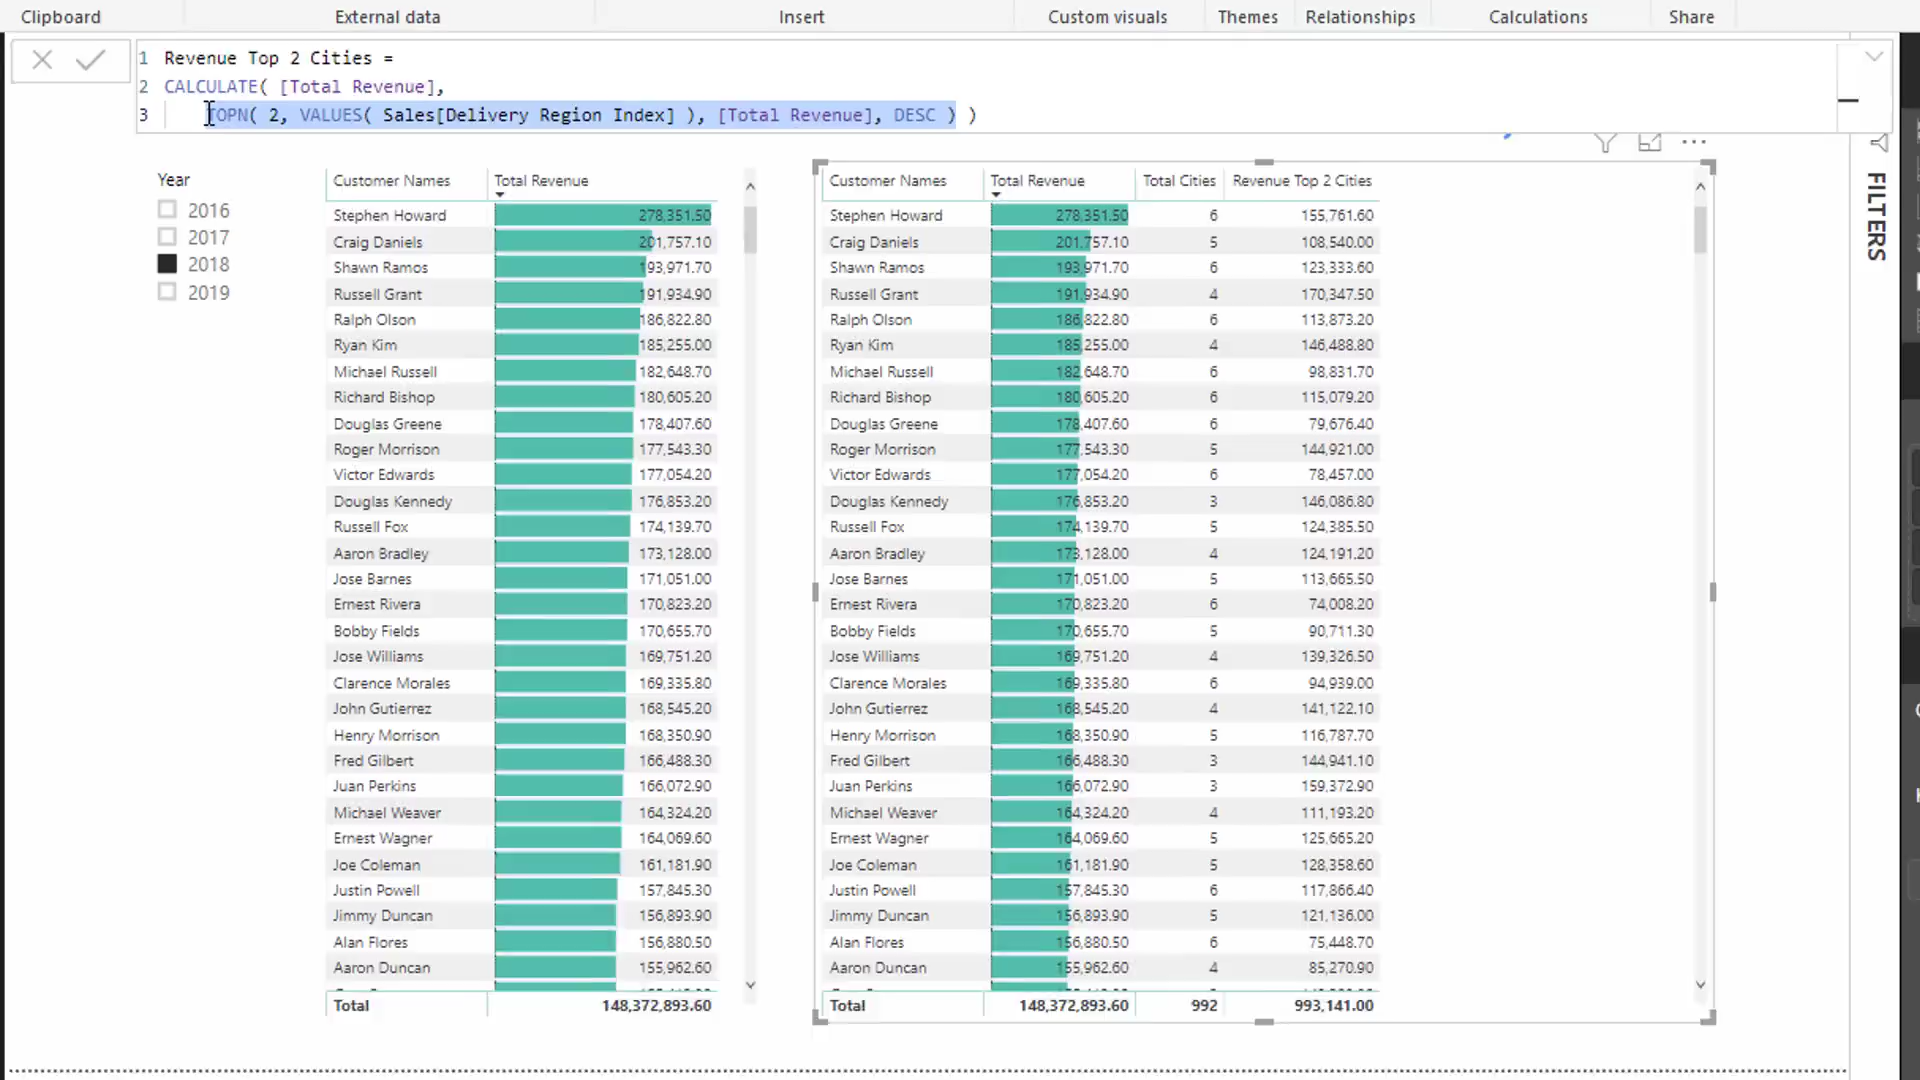 Clipboard External data Insert Custom visuals Themes Relationships Calculations Share
1 Revenue Top 2 Cities =
2 CALCULATE( [Total Revenue],
3 TOPN( 2, VALUES( Sales[Delivery Region Index] ), [Total Revenue], DESC ) )
FILTERS
Year
2016
2017
2018
2019
Customer Names Total Revenue
Stephen Howard 278,351.50
Craig Daniels 201,757.10
Shawn Ramos 193,971.70
Russell Grant 191,934.90
Ralph Olson 186,822.80
Ryan Kim 185,255.00
Michael Russell 182,648.70
Richard Bishop 180,605.20
Douglas Greene 178,407.60
Roger Morrison 177,543.30
Victor Edwards 177,054.20
Douglas Kennedy 176,853.20
Russell Fox 174,139.70
Aaron Bradley 173,128.00
Jose Barnes 171,051.00
Ernest Rivera 170,823.20
Bobby Fields 170,655.70
Jose Williams 169,751.20
Clarence Morales 169,335.80
John Gutierrez 168,545.20
Henry Morrison 168,350.90
Fred Gilbert 166,488.30
Juan Perkins 166,072.90
Michael Weaver 164,324.20
Ernest Wagner 164,069.60
Joe Coleman 161,181.90
Justin Powell 157,845.30
Jimmy Duncan 156,893.90
Alan Flores 156,880.50
Aaron Duncan 155,962.60
Total 148,372,893.60
Customer Names Total Revenue Total Cities Revenue Top 2 Cities
Stephen Howard 278,351.50 6 155,761.60
Craig Daniels 201,757.10 5 108,540.00
Shawn Ramos 193,971.70 6 123,333.60
Russell Grant 191,934.90 4 170,347.50
Ralph Olson 186,822.80 6 113,873.20
Ryan Kim 185,255.00 4 146,488.80
Michael Russell 182,648.70 6 98,831.70
Richard Bishop 180,605.20 6 115,079.20
Douglas Greene 178,407.60 6 79,676.40
Roger Morrison 177,543.30 5 144,921.00
Victor Edwards 177,054.20 6 78,457.00
Douglas Kennedy 176,853.20 3 146,086.80
Russell Fox 174,139.70 5 124,385.50
Aaron Bradley 173,128.00 4 124,191.20
Jose Barnes 171,051.00 5 113,665.50
Ernest Rivera 170,823.20 6 74,008.20
Bobby Fields 170,655.70 5 90,711.30
Jose Williams 169,751.20 4 139,326.50
Clarence Morales 169,335.80 6 94,939.00
John Gutierrez 168,545.20 4 141,122.10
Henry Morrison 168,350.90 5 116,787.70
Fred Gilbert 166,488.30 3 144,941.10
Juan Perkins 166,072.90 3 159,372.90
Michael Weaver 164,324.20 4 111,193.20
Ernest Wagner 164,069.60 5 125,665.20
Joe Coleman 161,181.90 5 128,358.60
Justin Powell 157,845.30 6 117,866.40
Jimmy Duncan 156,893.90 5 121,136.00
Alan Flores 156,880.50 6 75,448.70
Aaron Duncan 155,962.60 4 85,270.90
Total 148,372,893.60 992 993,141.00